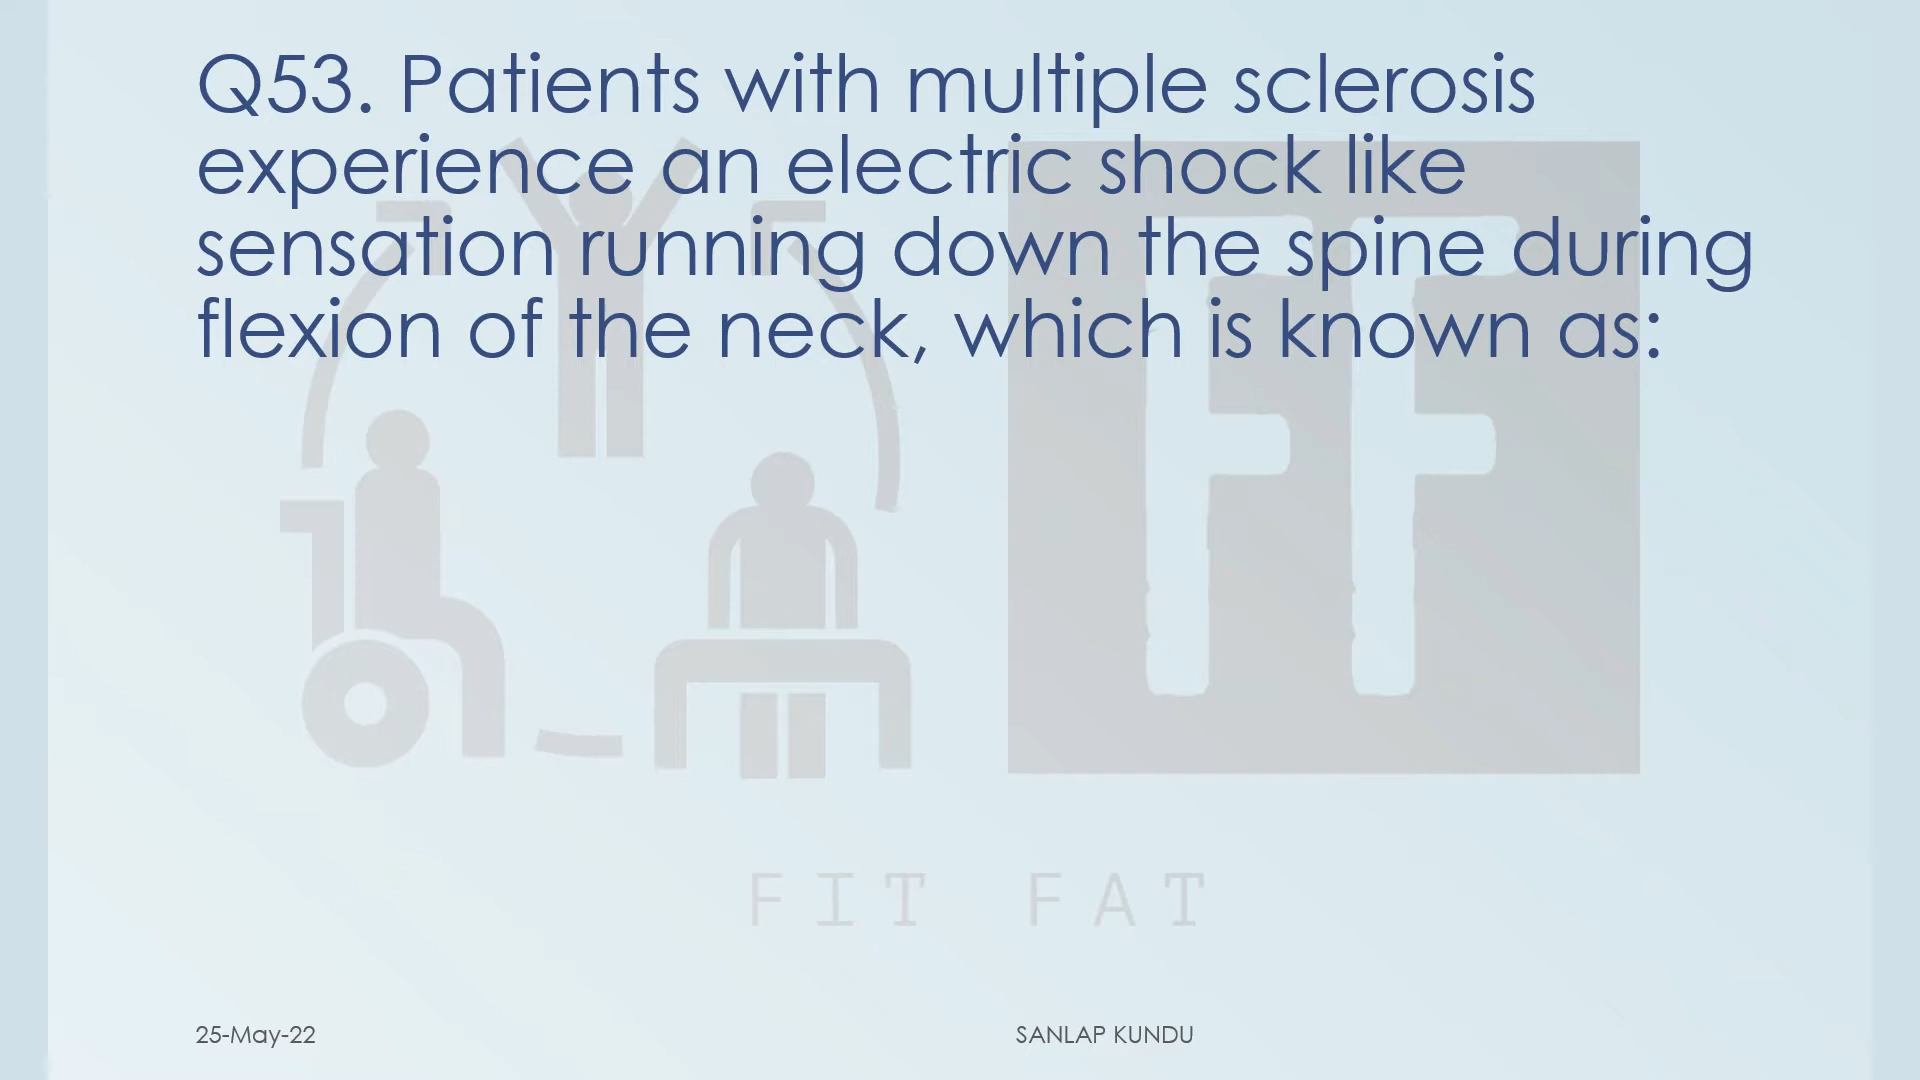 Q53. Patients with multiple sclerosis
experience an electric shock like
sensation running down the spine during
flexion of the neck, which is known as:
FF
FIT FAT
25-May-22
SANLAP KUNDU